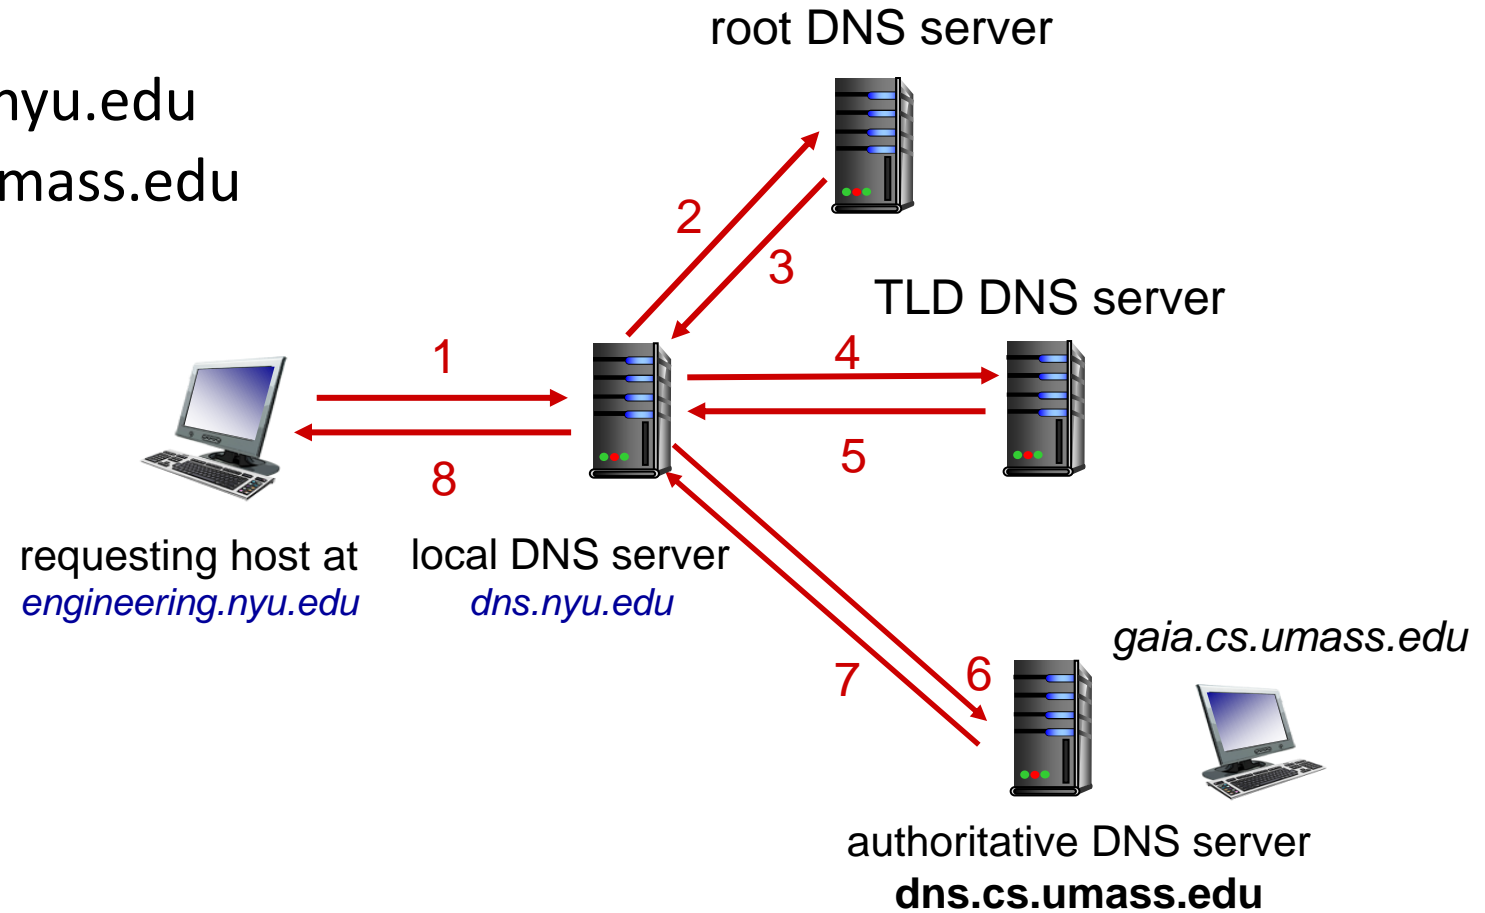 root DNS server
nyu.edu
mass.edu
2
3
TLD DNS server
1
4
5
8
requesting host at
engineering.nyu.edu
local DNS server
dns.nyu.edu
gaia.cs.umass.edu
6
7
authoritative DNS server
dns.cs.umass.edu